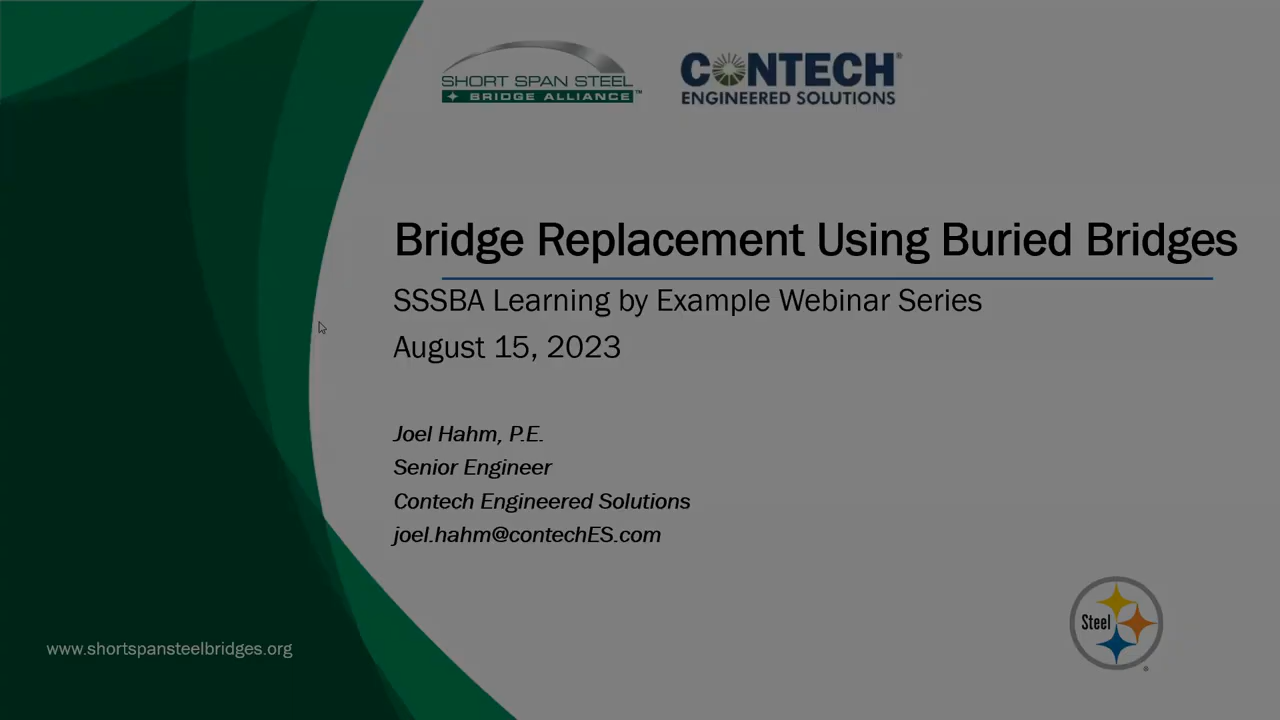 SHORT SPAN STEEL
BRIDGE ALLIANCE™
CONTECH®
ENGINEERED SOLUTIONS
Bridge Replacement Using Buried Bridges
SSSBA Learning by Example Webinar Series
August 15, 2023
Joel Hahm, P.E.
Senior Engineer
Contech Engineered Solutions
joel.hahm@contechES.com
www.shortspansteelbridges.org
Steel